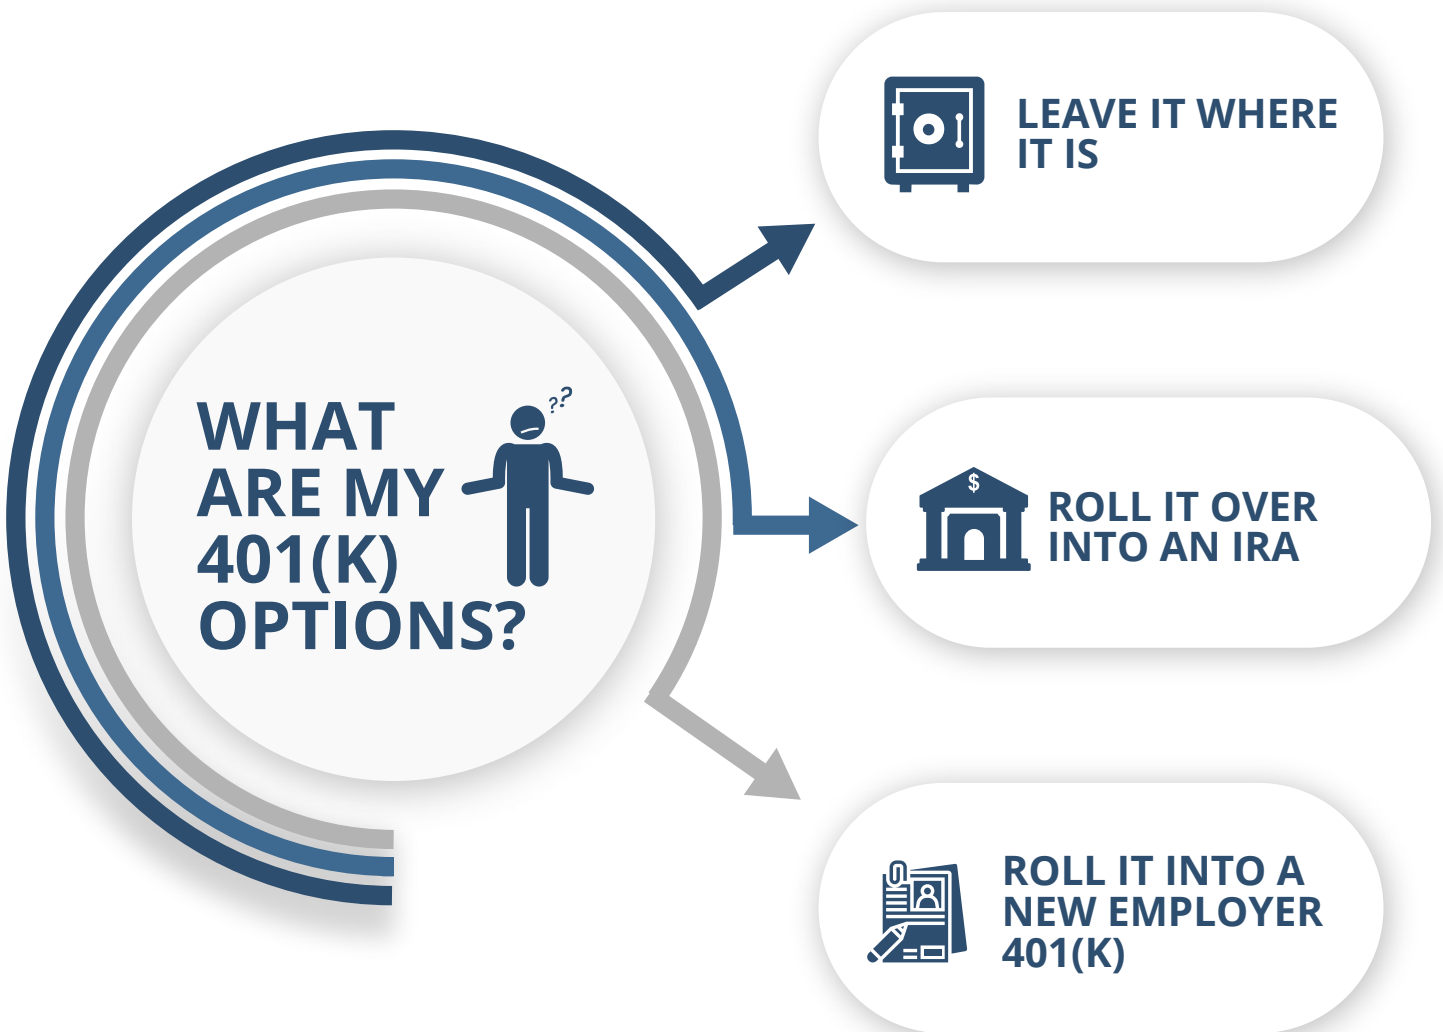 WHAT
ARE MY
401(K)
OPTIONS?
??
LEAVE IT WHERE
IT IS
$
ROLL IT OVER
INTO AN IRA
ROLL IT INTO A
NEW EMPLOYER
401(K)